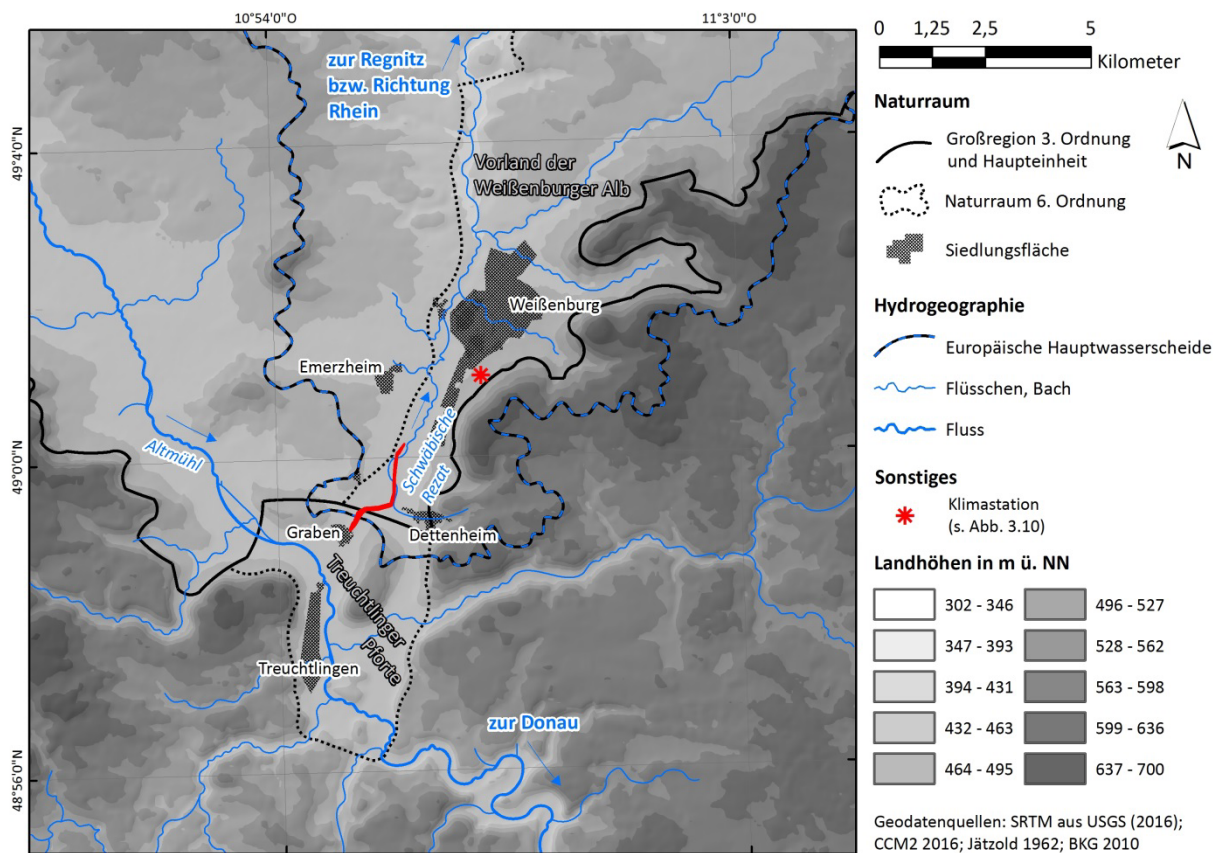 10°54'0"O
11°3'0"O
49°4'0"N
49°0'0"N
48°56'0"N
zur Regnitz
bzw. Richtung
Rhein
Vorland der
Weißenburger Alb
Weißenburg
Emerzheim
Altmühl
Schwäbische
Rezat
Graben
Dettenheim
Treuchtlinger
Pforte
Treuchtlingen
zur Donau
0 1,25 2,5 5
Kilometer
Naturraum
Großregion 3. Ordnung
und Haupteinheit
N
Naturraum 6. Ordnung
Siedlungsfläche
Hydrogeographie
Europäische Hauptwasserscheide
Flüsschen, Bach
Fluss
Sonstiges
Klimastation
(s. Abb. 3.10)
Landhöhen in m ü. NN
302 - 346 496 - 527
347 - 393 528 - 562
394 - 431 563 - 598
432 - 463 599 - 636
464 - 495 637 - 700
Geodatenquellen: SRTM aus USGS (2016);
CCM2 2016; Jätzold 1962; BKG 2010